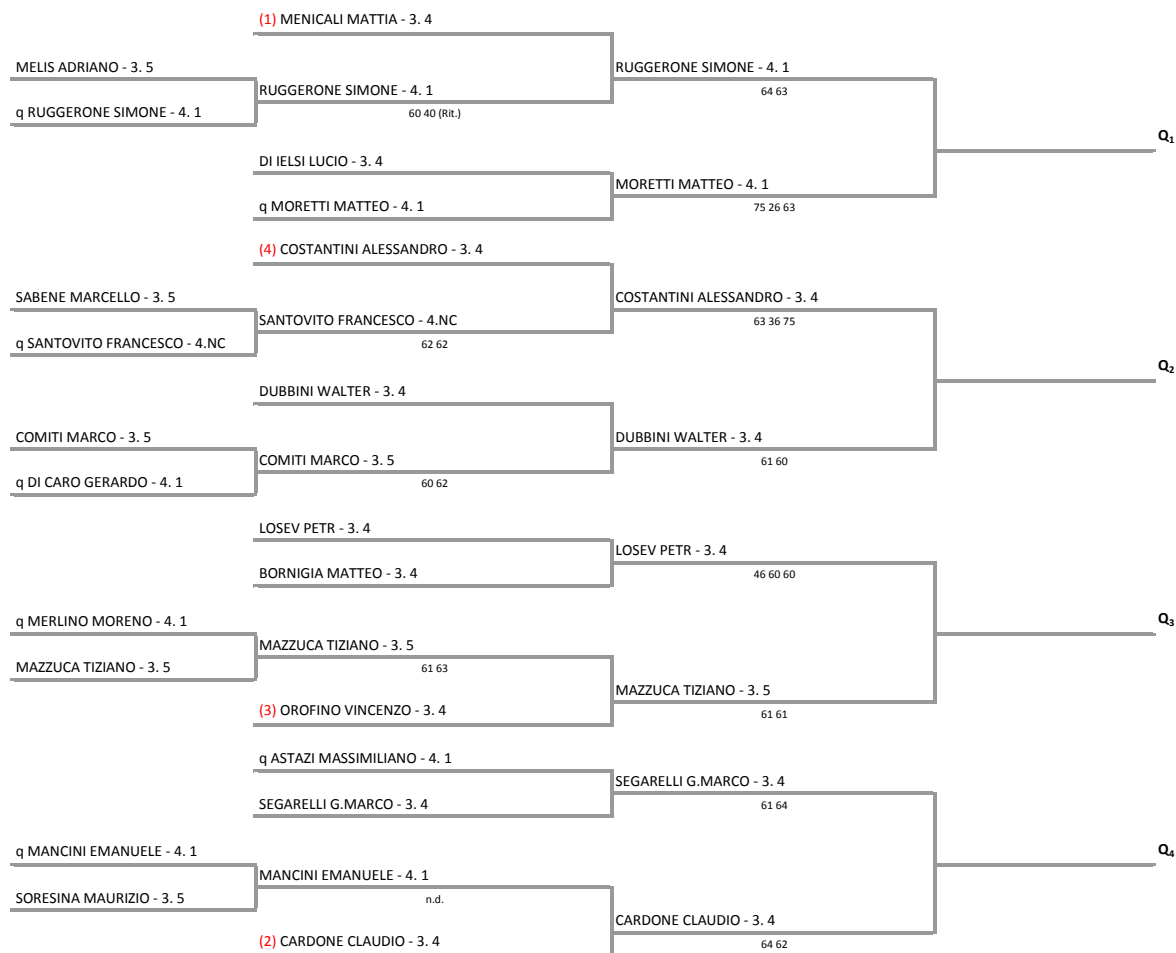 (1) MENICALI MATTIA - 3. 4
MELIS ADRIANO - 3. 5
RUGGERONE SIMONE - 4. 1
RUGGERONE SIMONE - 4. 1
64 63
q RUGGERONE SIMONE - 4. 1
60 40 (Rit.)
Q1
DI IELSI LUCIO - 3. 4
MORETTI MATTEO - 4. 1
q MORETTI MATTEO - 4. 1
75 26 63
(4) COSTANTINI ALESSANDRO - 3. 4
SABENE MARCELLO - 3. 5
COSTANTINI ALESSANDRO - 3. 4
SANTOVITO FRANCESCO - 4.NC
63 36 75
q SANTOVITO FRANCESCO - 4.NC
62 62
Q2
DUBBINI WALTER - 3. 4
COMITI MARCO - 3. 5
DUBBINI WALTER - 3. 4
COMITI MARCO - 3. 5
61 60
q DI CARO GERARDO - 4. 1
60 62
LOSEV PETR - 3. 4
LOSEV PETR - 3. 4
BORNIGIA MATTEO - 3. 4
46 60 60
q MERLINO MORENO - 4. 1
Q3
MAZZUCA TIZIANO - 3. 5
MAZZUCA TIZIANO - 3. 5
61 63
MAZZUCA TIZIANO - 3. 5
(3) OROFINO VINCENZO - 3. 4
61 61
q ASTAZI MASSIMILIANO - 4. 1
SEGARELLI G.MARCO - 3. 4
SEGARELLI G.MARCO - 3. 4
61 64
q MANCINI EMANUELE - 4. 1
Q4
MANCINI EMANUELE - 4. 1
SORESINA MAURIZIO - 3. 5
n.d.
CARDONE CLAUDIO - 3. 4
(2) CARDONE CLAUDIO - 3. 4
64 62